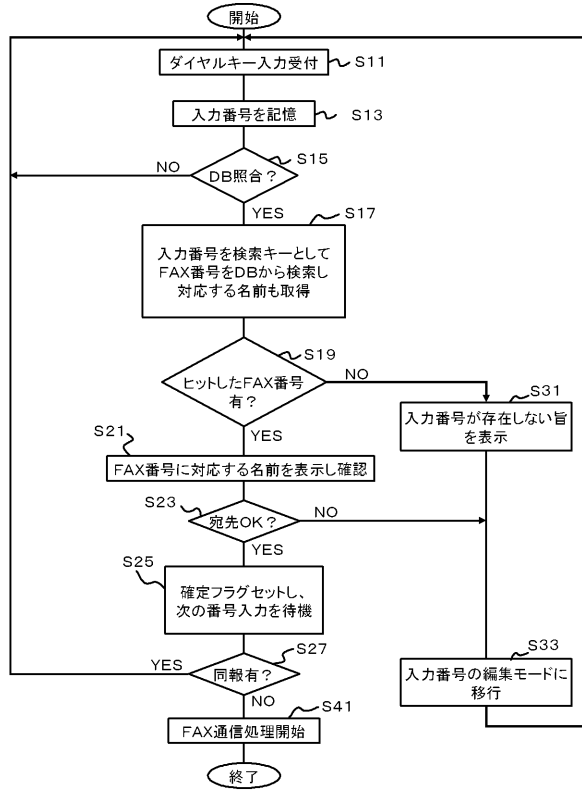 開始
ダイヤルキー入力受付
S11
入力番号を記憶
S13
S15
DB照合？
NO
YES
S17
入力番号を検索キーとして
FAX番号をDBから検索し
対応する名前も取得
S19
ヒットしたFAX番号
有？
NO
YES
S31
入力番号が存在しない旨
を表示
S21
FAX番号に対応する名前を表示し確認
S23
宛先OK？
NO
YES
S25
確定フラグセットし、
次の番号入力を待機
S27
同報有？
YES
NO
S33
入力番号の編集モードに
移行
S41
FAX通信処理開始
終了